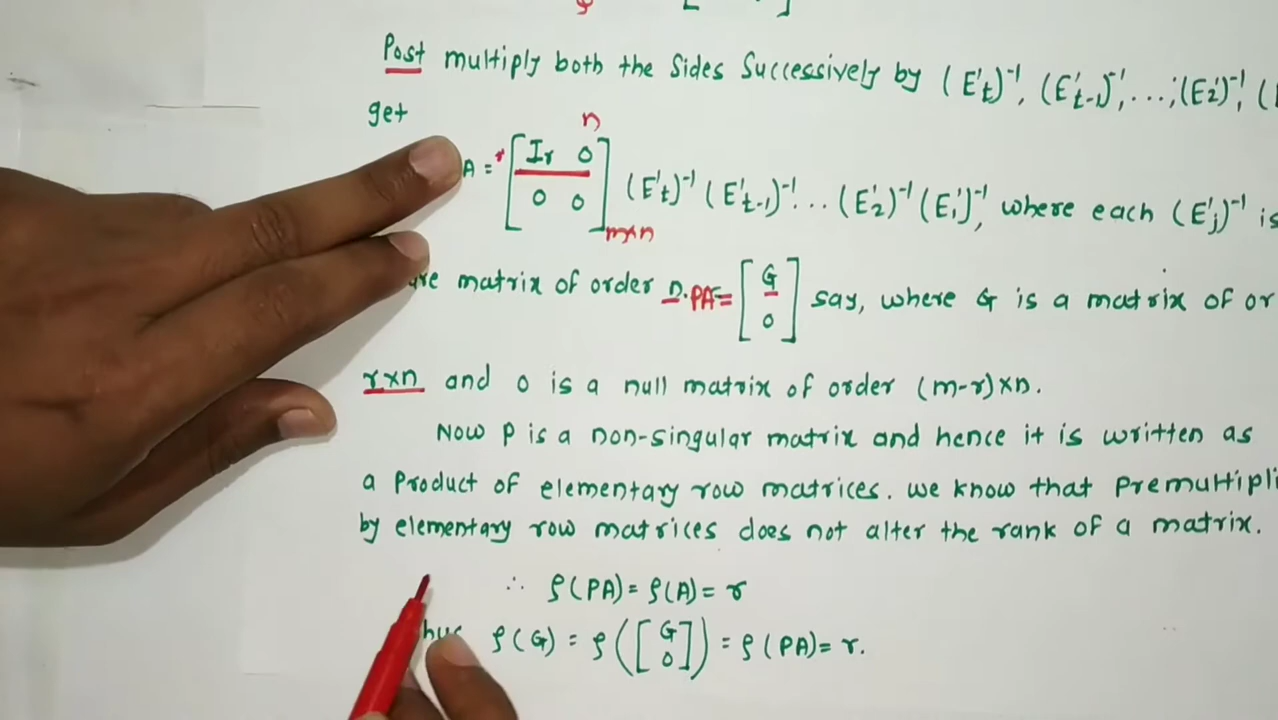 Post multiply both the Sides Successively by (E't)⁻¹, (E't-1)⁻¹, ...,(E2')⁻¹, (
get
n
A = r [Ir 0
0 0] m×n (E't)⁻¹ (E't-1)⁻¹ ... (E'2)⁻¹ (E'1)⁻¹, where each (E'j)⁻¹ is
matrix of order n. PA= [G
0] say, where G is a matrix of or
r×n and 0 is a null matrix of order (m-r)×n.
Now P is a non-singular matrix and hence it is written as
a Product of elementary row matrices. we know that Premultipli
by elementary row matrices does not alter the rank of a matrix.
∴ ρ(PA) = ρ(A) = r
ρ(G) = ρ([G
0]) = ρ(PA) = r.